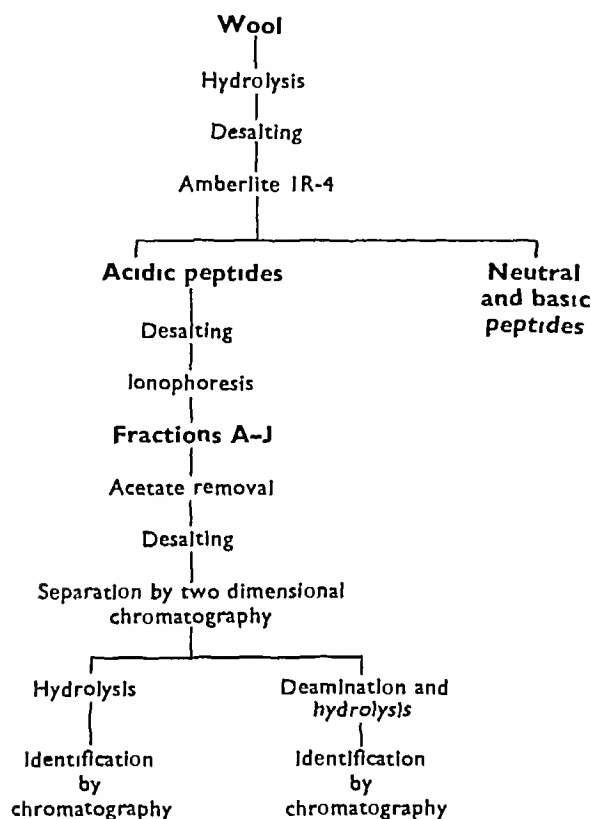 Wool
Hydrolysis
Desalting
Amberlite IR-4
Acidic peptides
Neutral
and basic
peptides
Desalting
Ionophoresis
Fractions A–J
Acetate removal
Desalting
Separation by two dimensional
chromatography
Hydrolysis
Deamination and
hydrolysis
Identification
by
chromatography
Identification
by
chromatography